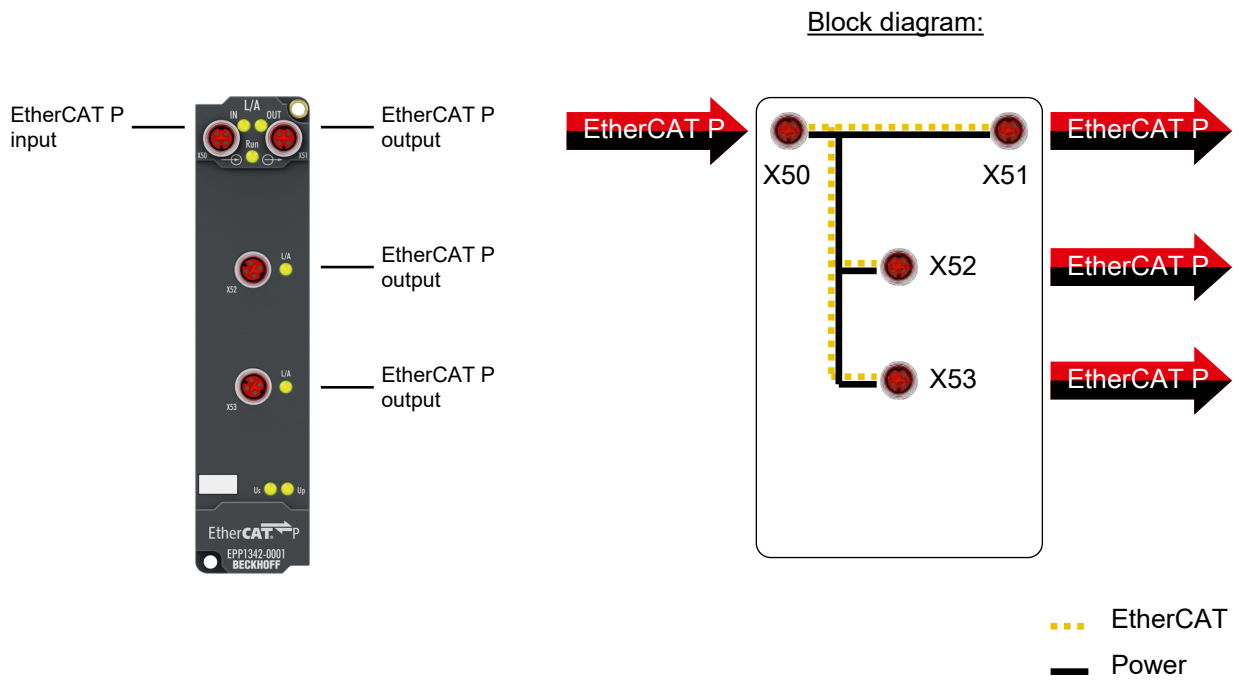 Block diagram:
EtherCAT P
input
L/A
IN
OUT
Run
X50
X51
EtherCAT P
output
L/A
X52
EtherCAT P
output
L/A
X53
EtherCAT P
output
Us
Up
EtherCAT P
EPP1342-0001
BECKHOFF
EtherCAT P
X50
X51
EtherCAT P
X52
EtherCAT P
X53
EtherCAT P
EtherCAT
Power